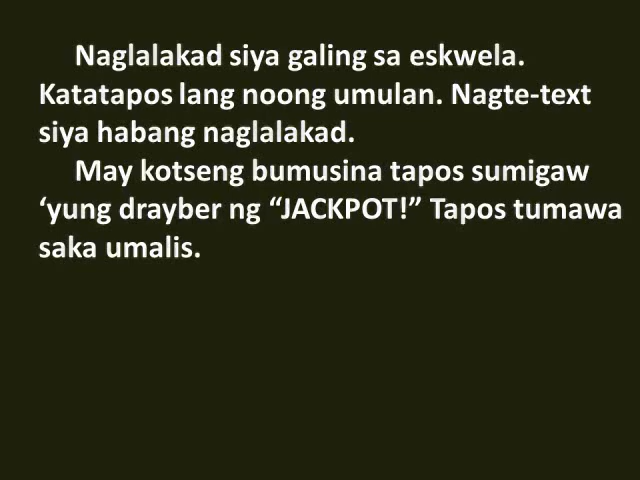 Naglalakad siya galing sa eskwela.
Katatapos lang noong umulan. Nagte-text
siya habang naglalakad.
May kotseng bumusina tapos sumigaw
‘yung drayber ng “JACKPOT!” Tapos tumawa
saka umalis.